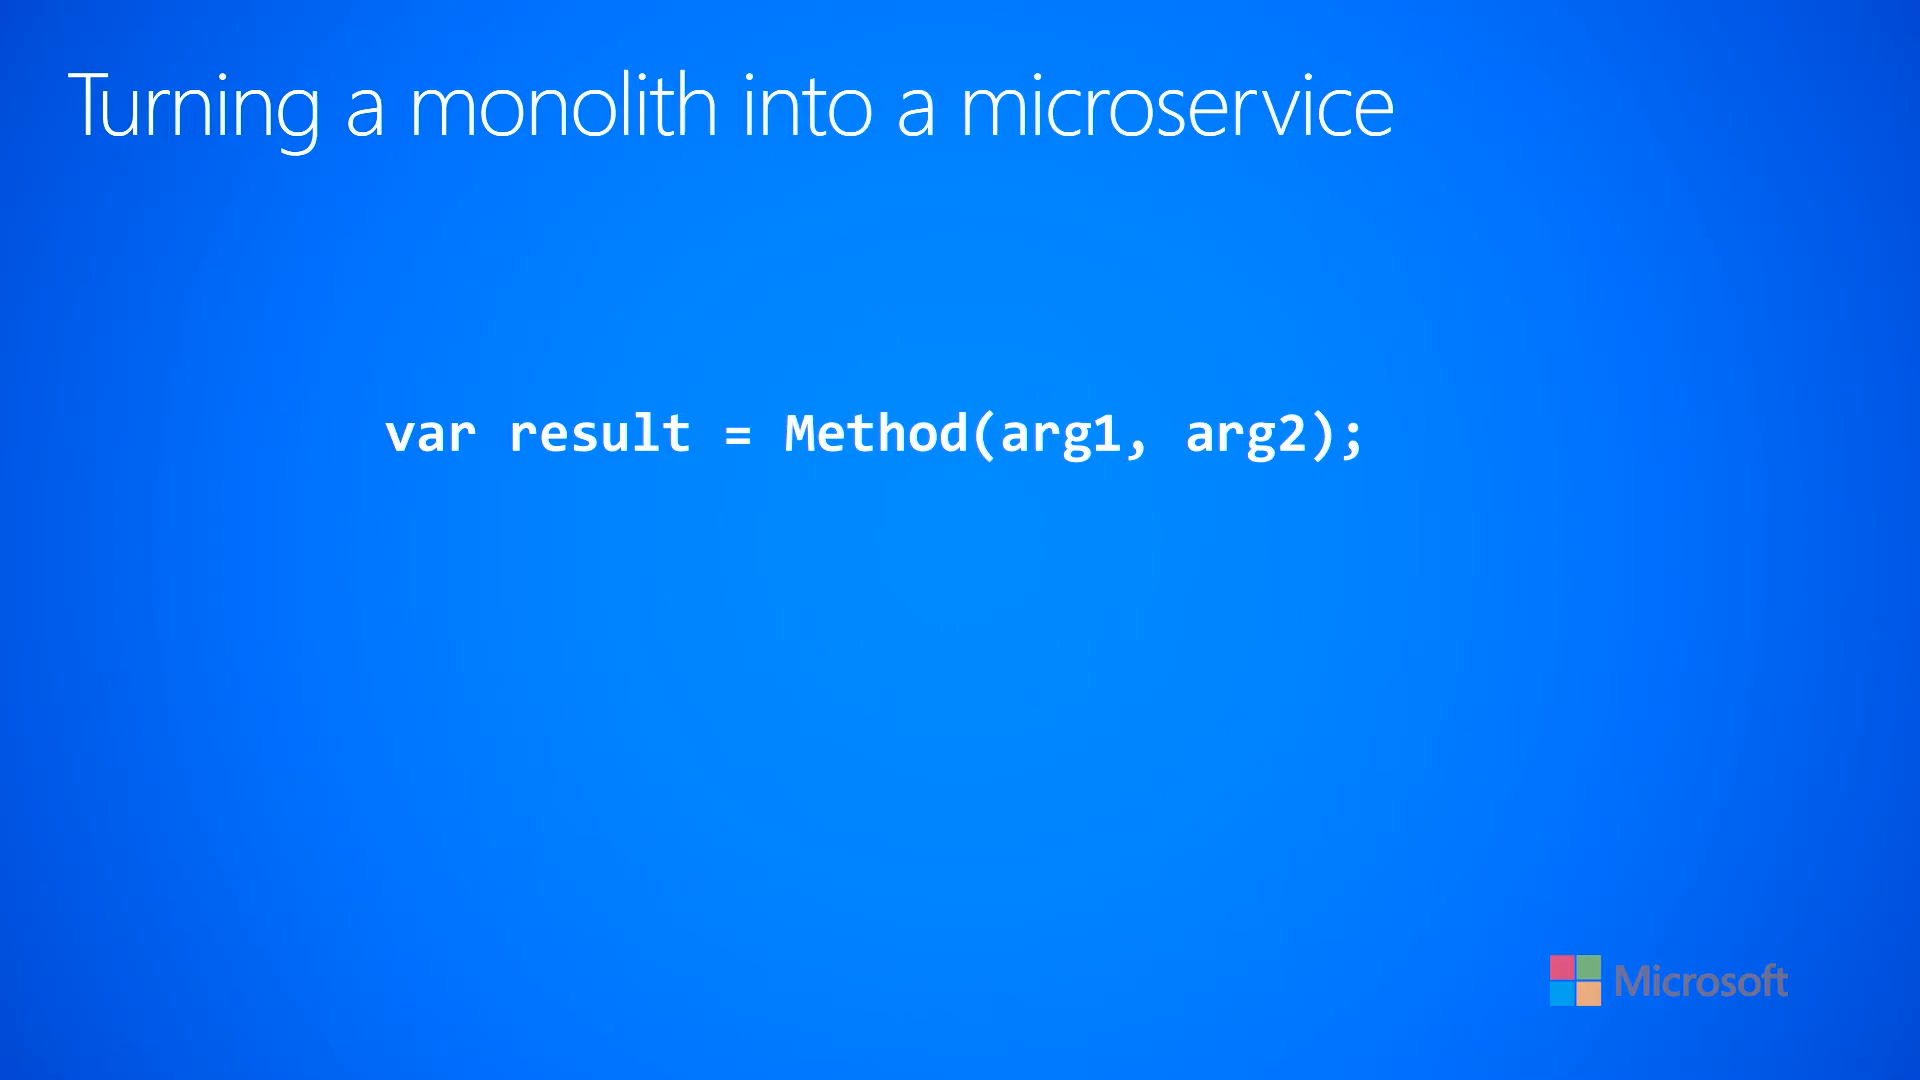 Turning a monolith into a microservice
var result = Method(arg1, arg2);
Microsoft